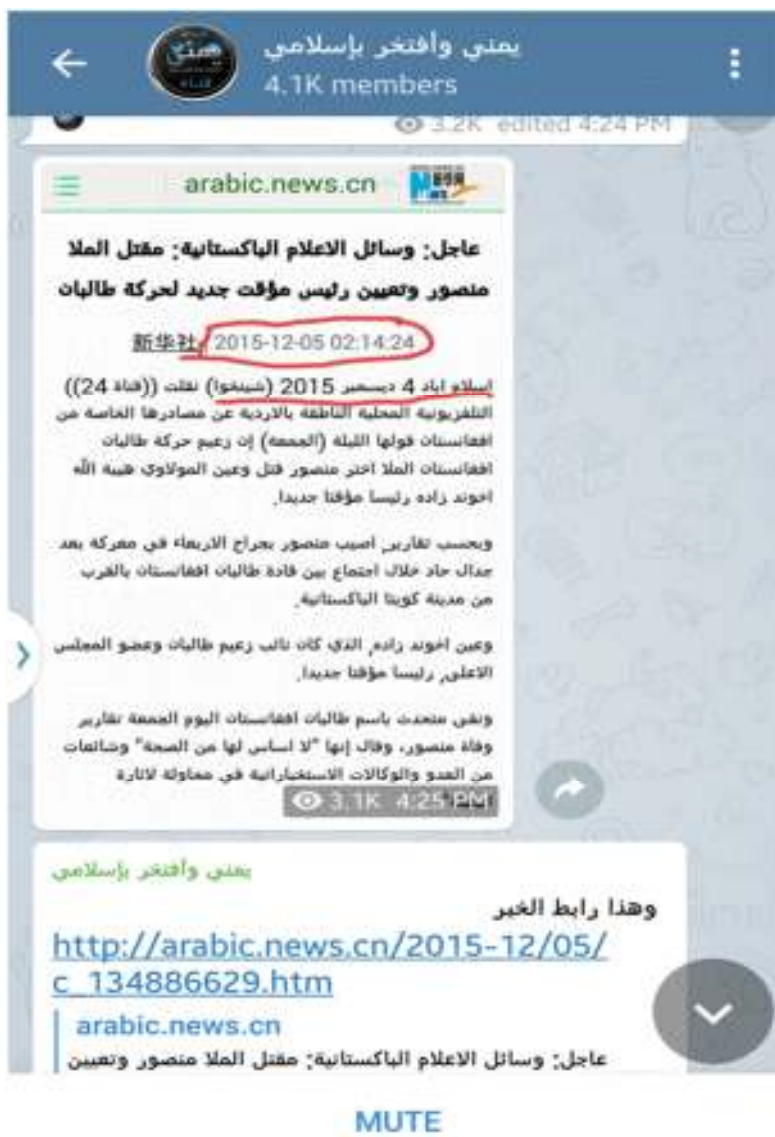 يمني وأفتخر بإسلامي
4.1K members
3.2K edited 4:24 PM
arabic.news.cn
عاجل: وسائل الاعلام الباكستانية: مقتل الملا
منصور وتعيين رئيس مؤقت جديد لحركة طالبان
新华社 2015-12-05 02:14:24
اسلام اباد 4 ديسمبر 2015 (شينخوا) نقلت ((قناة 24))
التلفزيونية المحلية الناطقة بالاردية عن مصادرها الخاصة من
افغانستان قولها الليلة (الجمعة) إن زعيم حركة طالبان
افغانستان الملا اختر منصور قتل وعين المولاوي هيبة الله
اخوند زاده رئيسا مؤقتا جديدا.
وبحسب تقارير، اصيب منصور بجراح الاربعاء في معركة بعد
جدال حاد خلال اجتماع بين قادة طالبان افغانستان بالقرب
من مدينة كويتا الباكستانية.
وعين اخوند زاده، الذي كان نائب زعيم طالبان وعضو المجلس
الاعلى، رئيسا مؤقتا جديدا.
ونفى متحدث باسم طالبان افغانستان اليوم الجمعة تقارير
وفاة منصور، وقال إنها "لا اساس لها من الصحة" وشائعات
من العدو والوكالات الاستخباراتية في محاولة لاثارة
3.1K 4:25 PM
يمني وأفتخر بإسلامي
وهذا رابط الخبر
http://arabic.news.cn/2015-12/05/
c_134886629.htm
arabic.news.cn
عاجل: وسائل الاعلام الباكستانية: مقتل الملا منصور وتعيين
MUTE